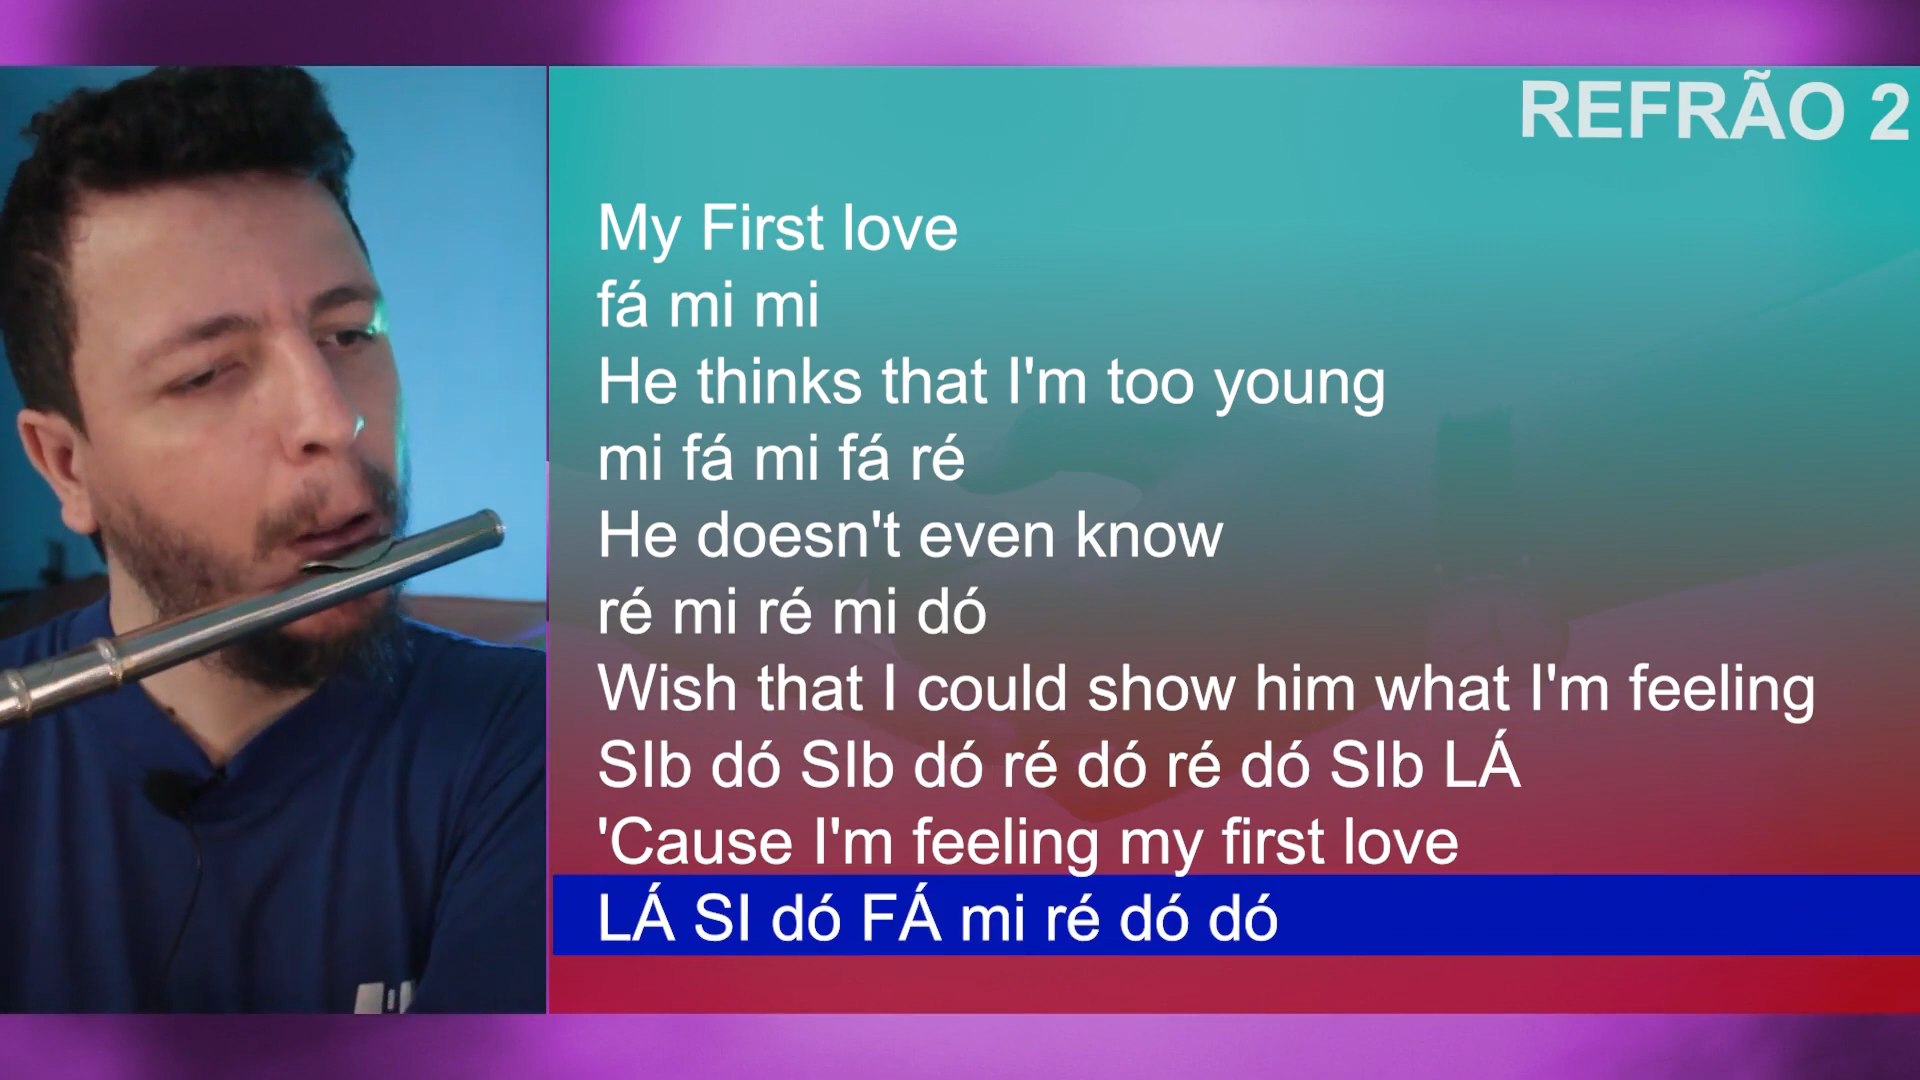 REFRÃO 2
My First love
fá mi mi
He thinks that I'm too young
mi fá mi fá ré
He doesn't even know
ré mi ré mi dó
Wish that I could show him what I'm feeling
SIb dó SIb dó ré dó ré dó SIb LÁ
'Cause I'm feeling my first love
LÁ SI dó FÁ mi ré dó dó